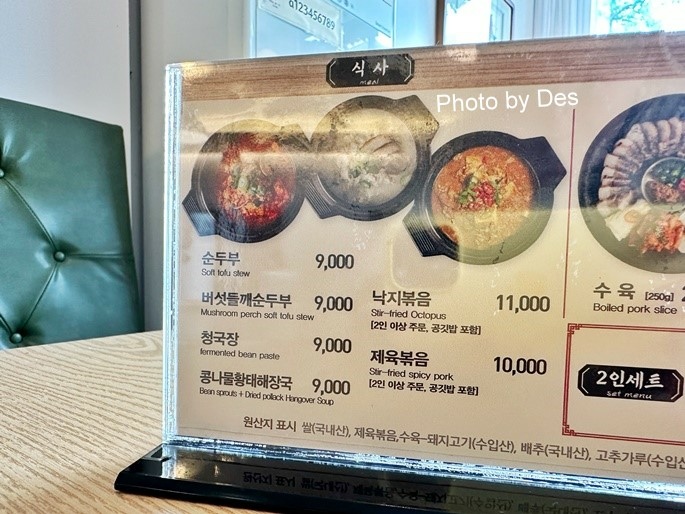 a123456789
식사
meal
Photo by Des
순두부 9,000
Soft tofu stew
버섯들깨순두부 9,000
Mushroom perch soft tofu stew
청국장 9,000
fermented bean paste
콩나물황태해장국 9,000
Bean sprouts + Dried pollack Hangover Soup
낙지볶음 11,000
Stir-fried Octopus
[2인 이상 주문, 공깃밥 포함]
제육볶음 10,000
Stir-fried spicy pork
[2인 이상 주문, 공깃밥 포함]
수육 [250g]
Boiled pork slice
2인세트
set menu
원산지 표시 쌀(국내산), 제육볶음,수육-돼지고기(수입산), 배추(국내산), 고추가루(수입산